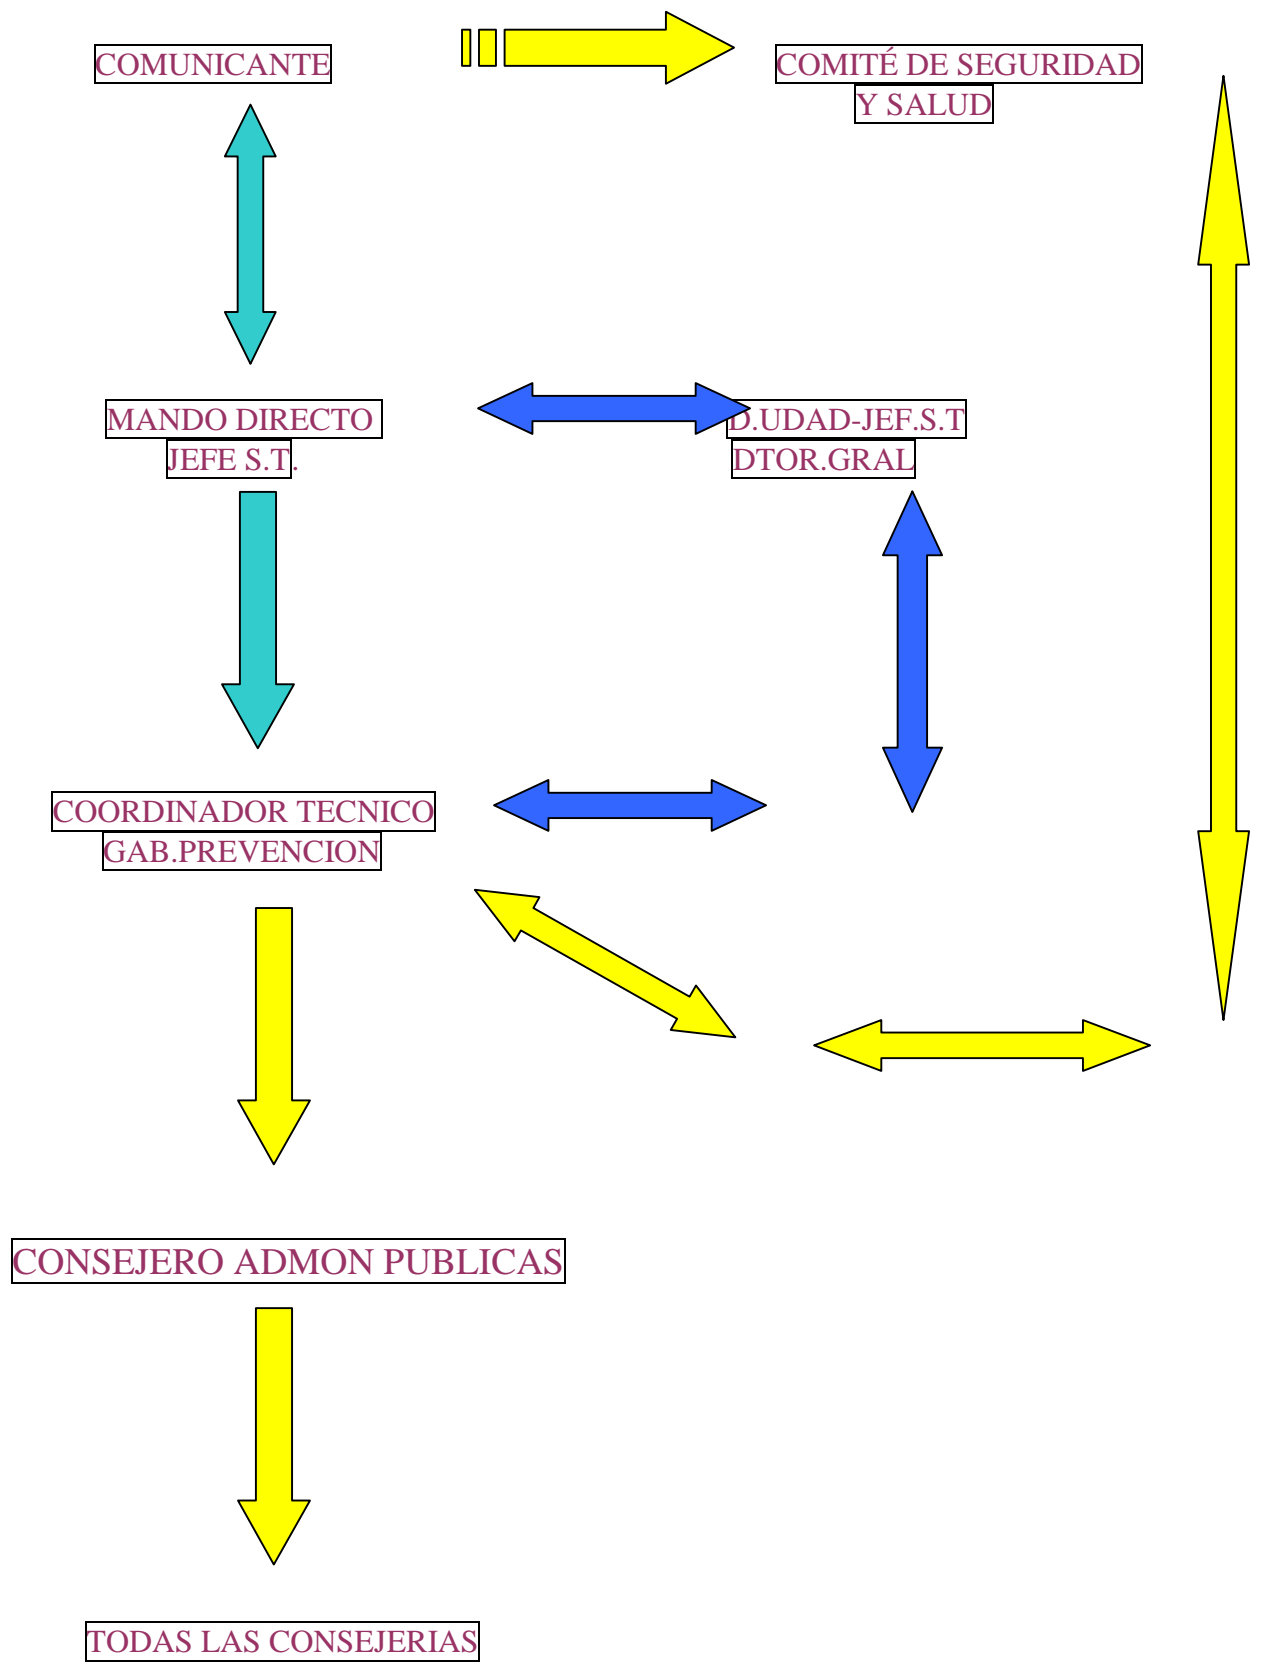 COMUNICANTE
COMITÉ DE SEGURIDAD
Y SALUD
MANDO DIRECTO
JEFE S.T.
D.UDAD-JEF.S.T
DTOR.GRAL
COORDINADOR TECNICO
GAB.PREVENCION
CONSEJERO ADMON PUBLICAS
TODAS LAS CONSEJERIAS